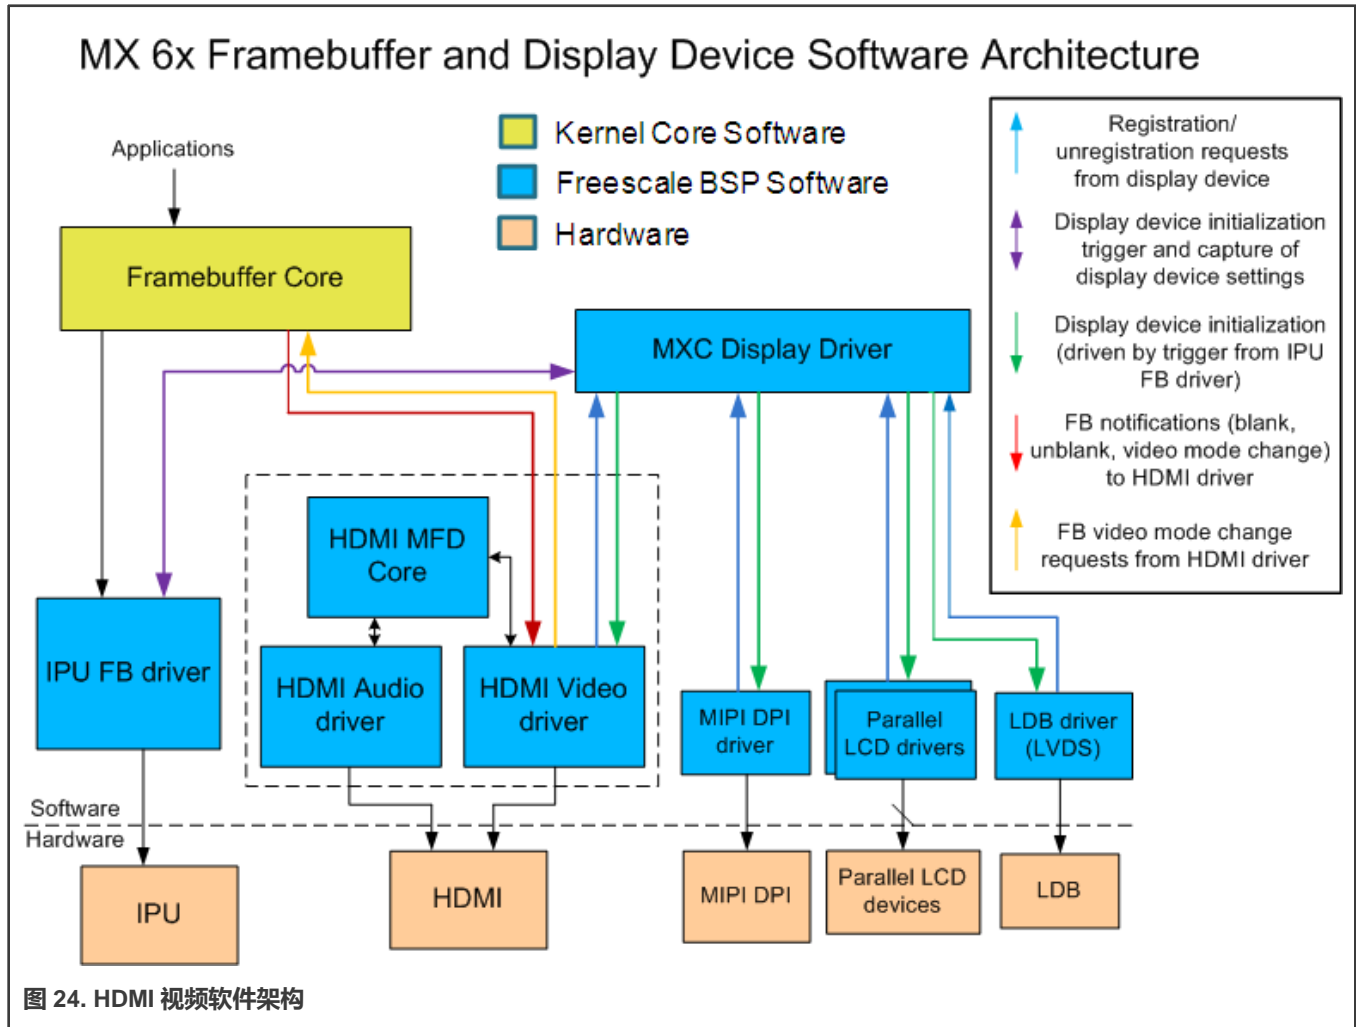 MX 6x Framebuffer and Display Device Software Architecture
Applications
Kernel Core Software
Freescale BSP Software
Hardware
Registration/
unregistration requests
from display device
Display device initialization
trigger and capture of
display device settings
Display device initialization
(driven by trigger from IPU
FB driver)
FB notifications (blank,
unblank, video mode change)
to HDMI driver
FB video mode change
requests from HDMI driver
Framebuffer Core
MXC Display Driver
HDMI MFD
Core
IPU FB driver
HDMI Audio
driver
HDMI Video
driver
MIPI DPI
driver
Parallel
LCD drivers
LDB driver
(LVDS)
Software
Hardware
IPU
HDMI
MIPI DPI
Parallel LCD
devices
LDB
图 24. HDMI 视频软件架构